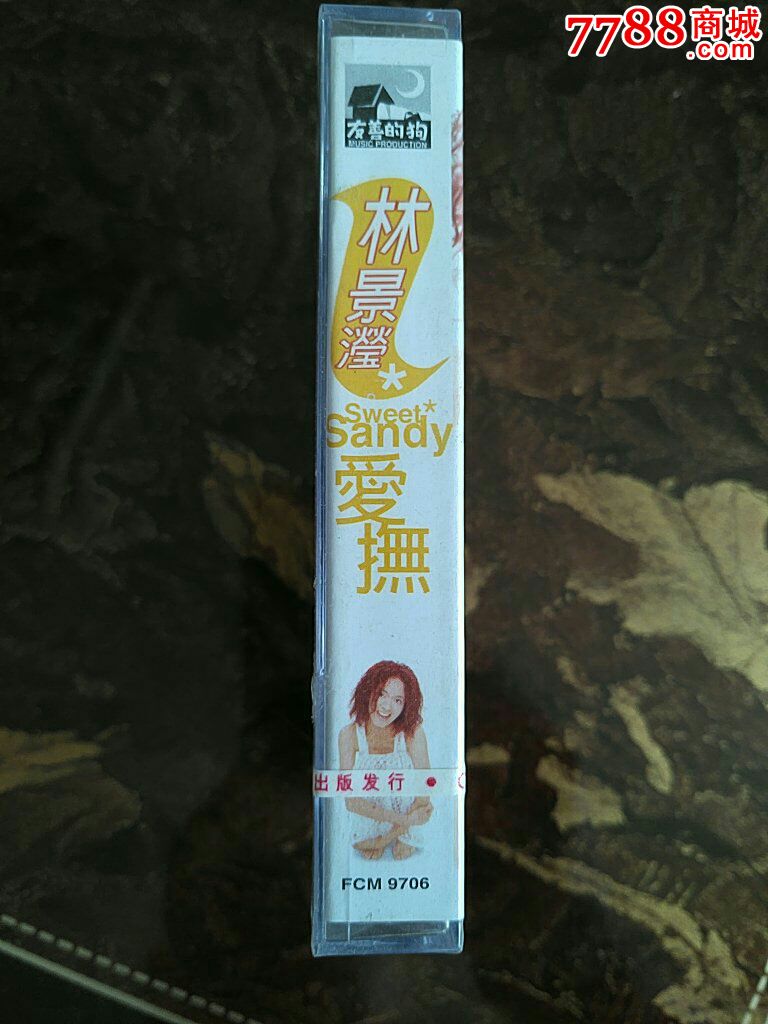 7788商城
.com
友善的狗
MUSIC PRODUCTION
林景瀅
*
Sweet*
Sandy
愛撫
出版发行 ●
FCM 9706